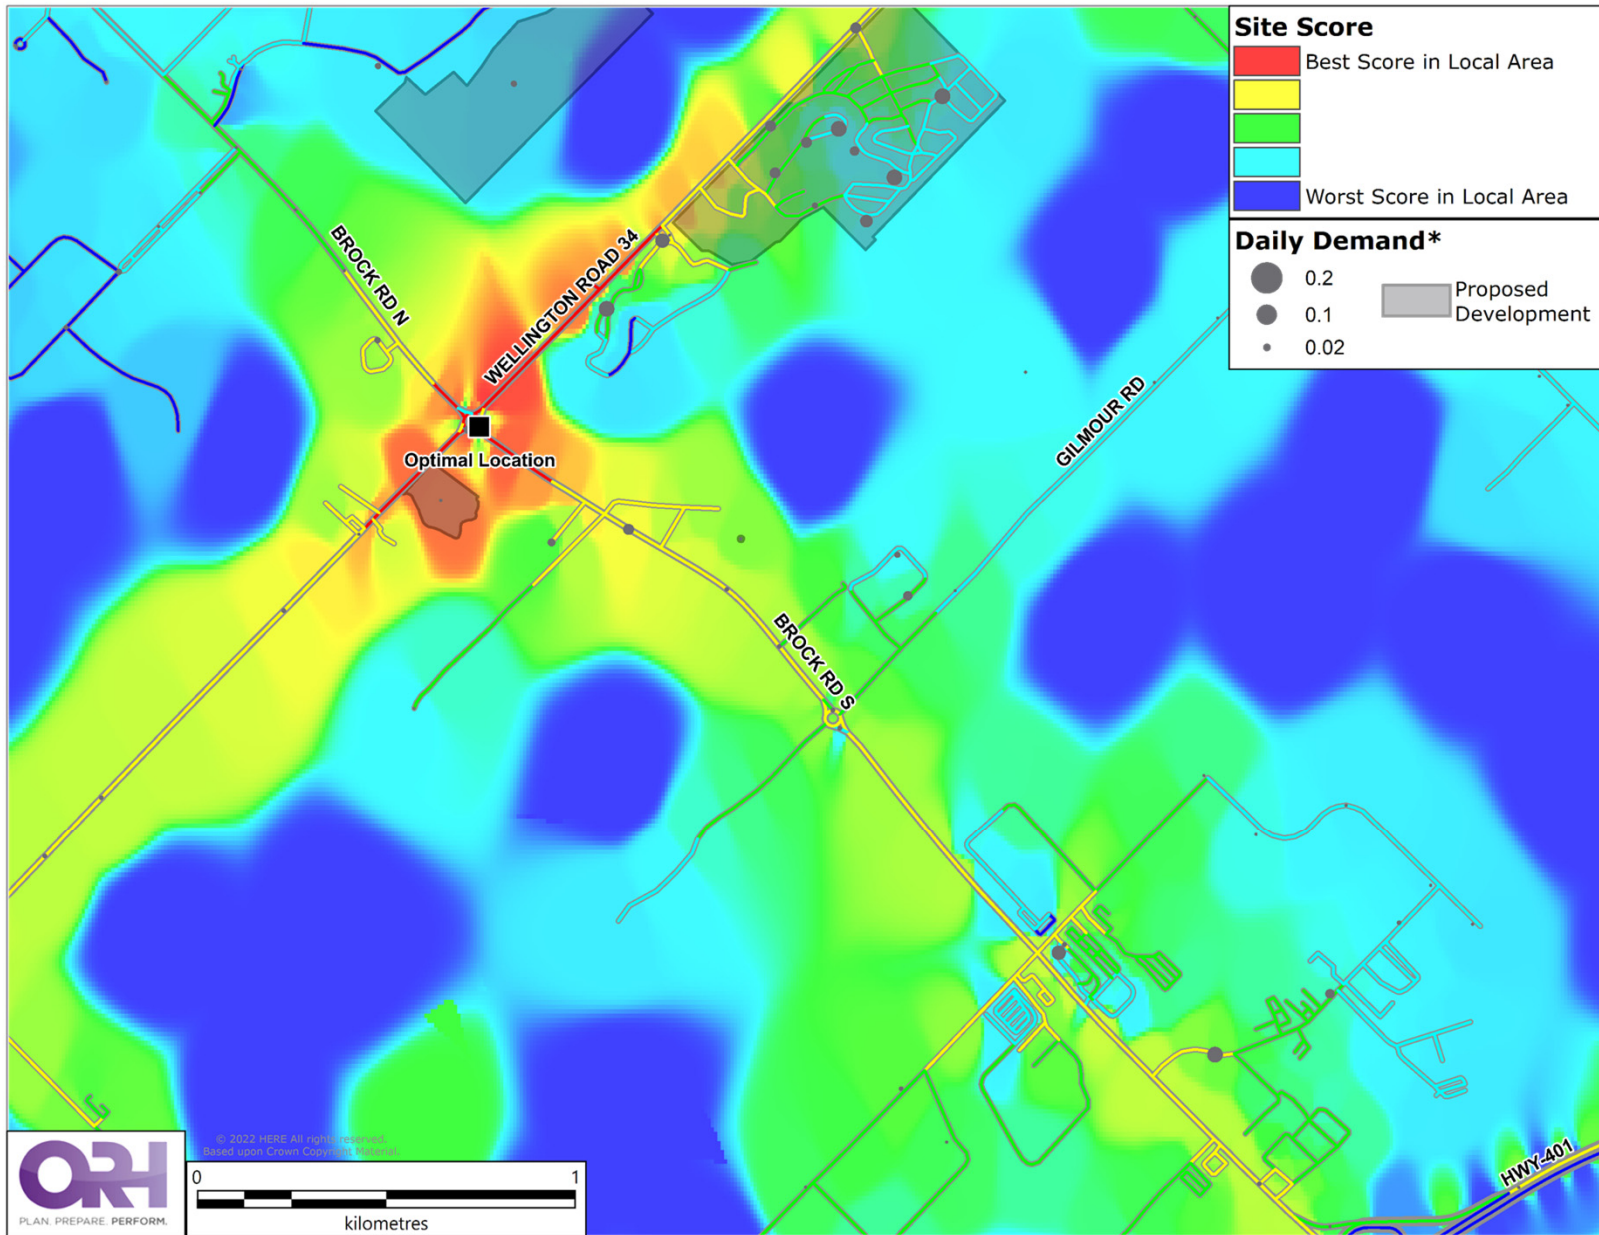 Site Score
Best Score in Local Area
Worst Score in Local Area
Daily Demand*
0.2
0.1
0.02
Proposed
Development
BROCK RD N
WELLINGTON ROAD 34
Optimal Location
GILMOUR RD
BROCK RD S
HWY-401
© 2022 HERE All rights reserved.
Based upon Crown Copyright Material.
ORH
PLAN. PREPARE. PERFORM.
0 1
kilometres